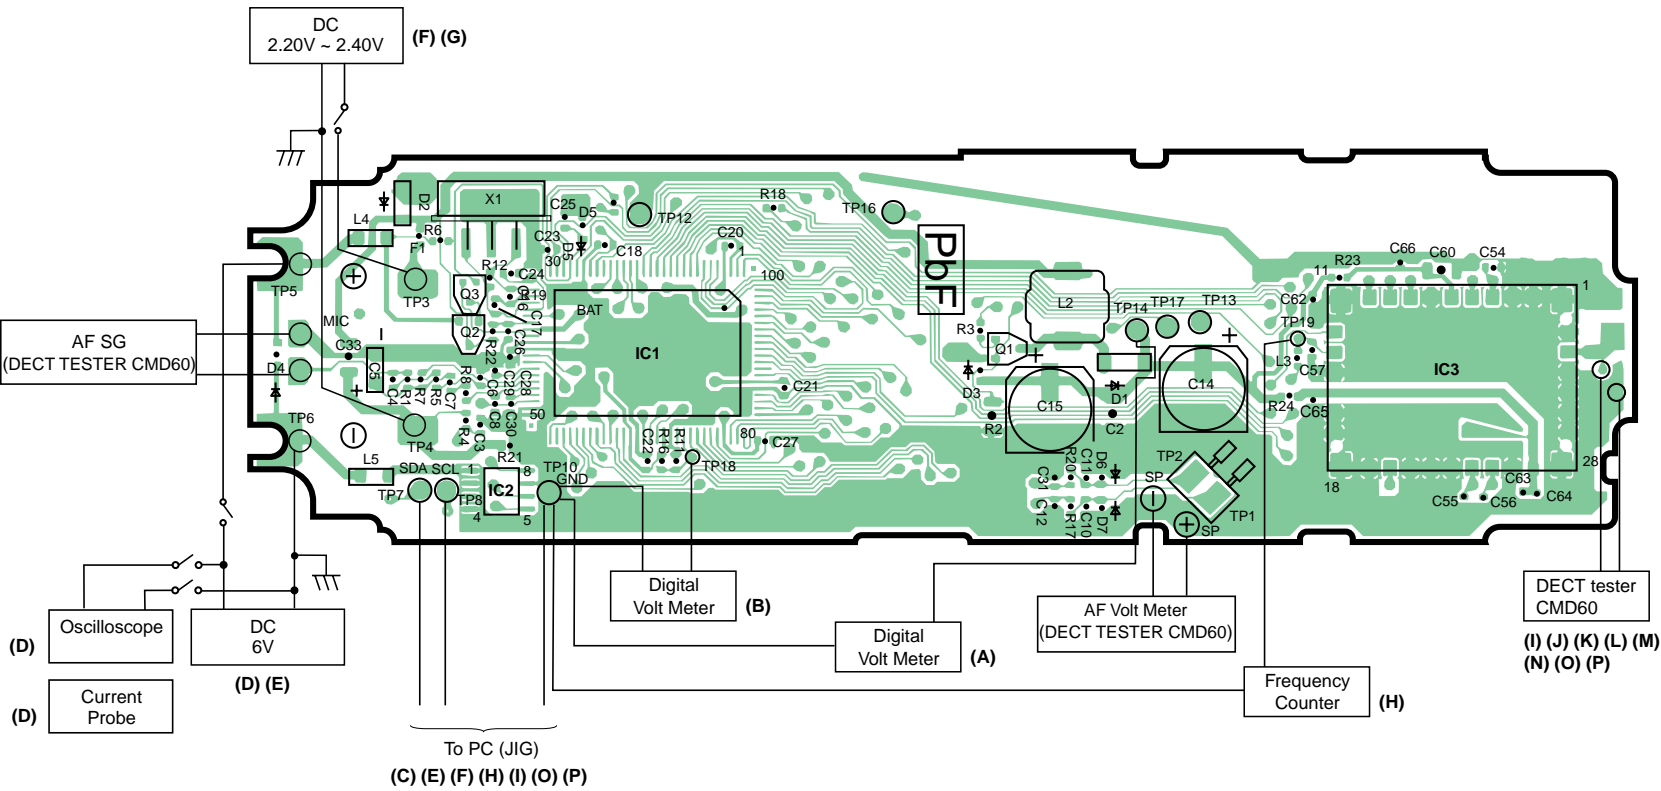 DC
2.20V ~ 2.40V
(F) (G)
AF SG
(DECT TESTER CMD60)
D2
X1
L4
R6
F1
C25
D5
TP12
R18
TP16
PbF
C23
30
D5
C18
C20
1
100
TP5
TP3
R12
C24
Q3
R19
C16
C17
BAT
MIC
Q2
C33
C5
R22
C26
IC1
D4
C4
R1
R7
R5
C7
R8
C6
C29
C28
C8
C30
50
R4
C3
R21
TP6
TP4
L5
SDA
SCL
1
8
IC2
TP7
TP8
4
5
TP10
GND
C22
R16
R11
TP18
80
C27
C21
L2
R3
Q1
D3
R2
C15
TP14
TP17
TP13
D1
C2
C14
C31
R20
C11
D6
C12
R17
C10
D7
SP
TP2
TP1
SP
11
R23
C66
C60
C54
1
C62
TP19
L3
C57
R24
C65
IC3
18
28
C63
C55
C56
C64
Oscilloscope
(D)
DC
6V
(D) (E)
Current
Probe
(D)
Digital
Volt Meter
(B)
Digital
Volt Meter
(A)
AF Volt Meter
(DECT TESTER CMD60)
Frequency
Counter
(H)
DECT tester
CMD60
(I) (J) (K) (L) (M)
(N) (O) (P)
To PC (JIG)
(C) (E) (F) (H) (I) (O) (P)